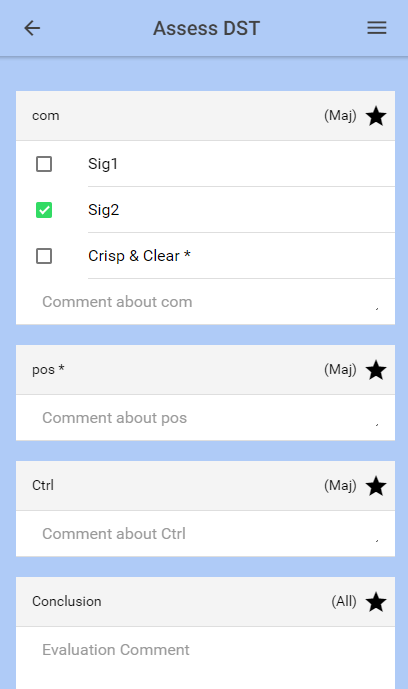 Assess DST
com (Maj)
Sig1
Sig2
Crisp & Clear *
Comment about com
pos * (Maj)
Comment about pos
Ctrl (Maj)
Comment about Ctrl
Conclusion (All)
Evaluation Comment